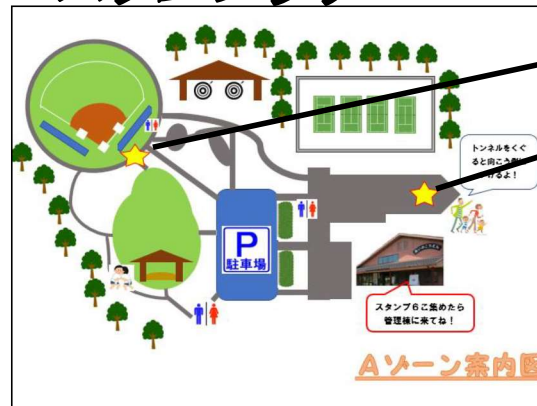 トンネルをくぐ
ると向こう側に
けるよ！
P
駐車場
スタンプ６こ集めたら
管理棟に来てね！
Aゾーン案内図